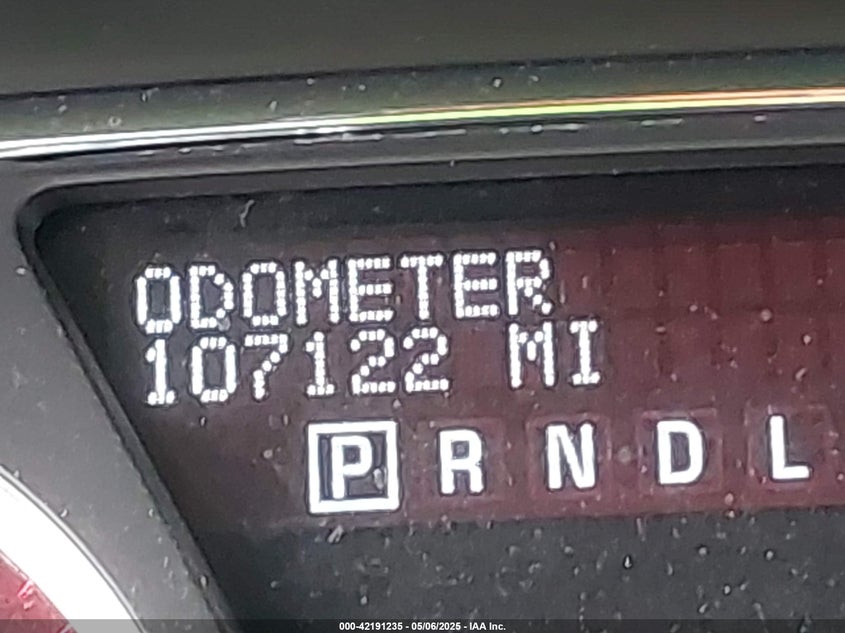 ODOMETER
107122 MI
P R N D L
000-42191235 - 05/06/2025 - IAA Inc.